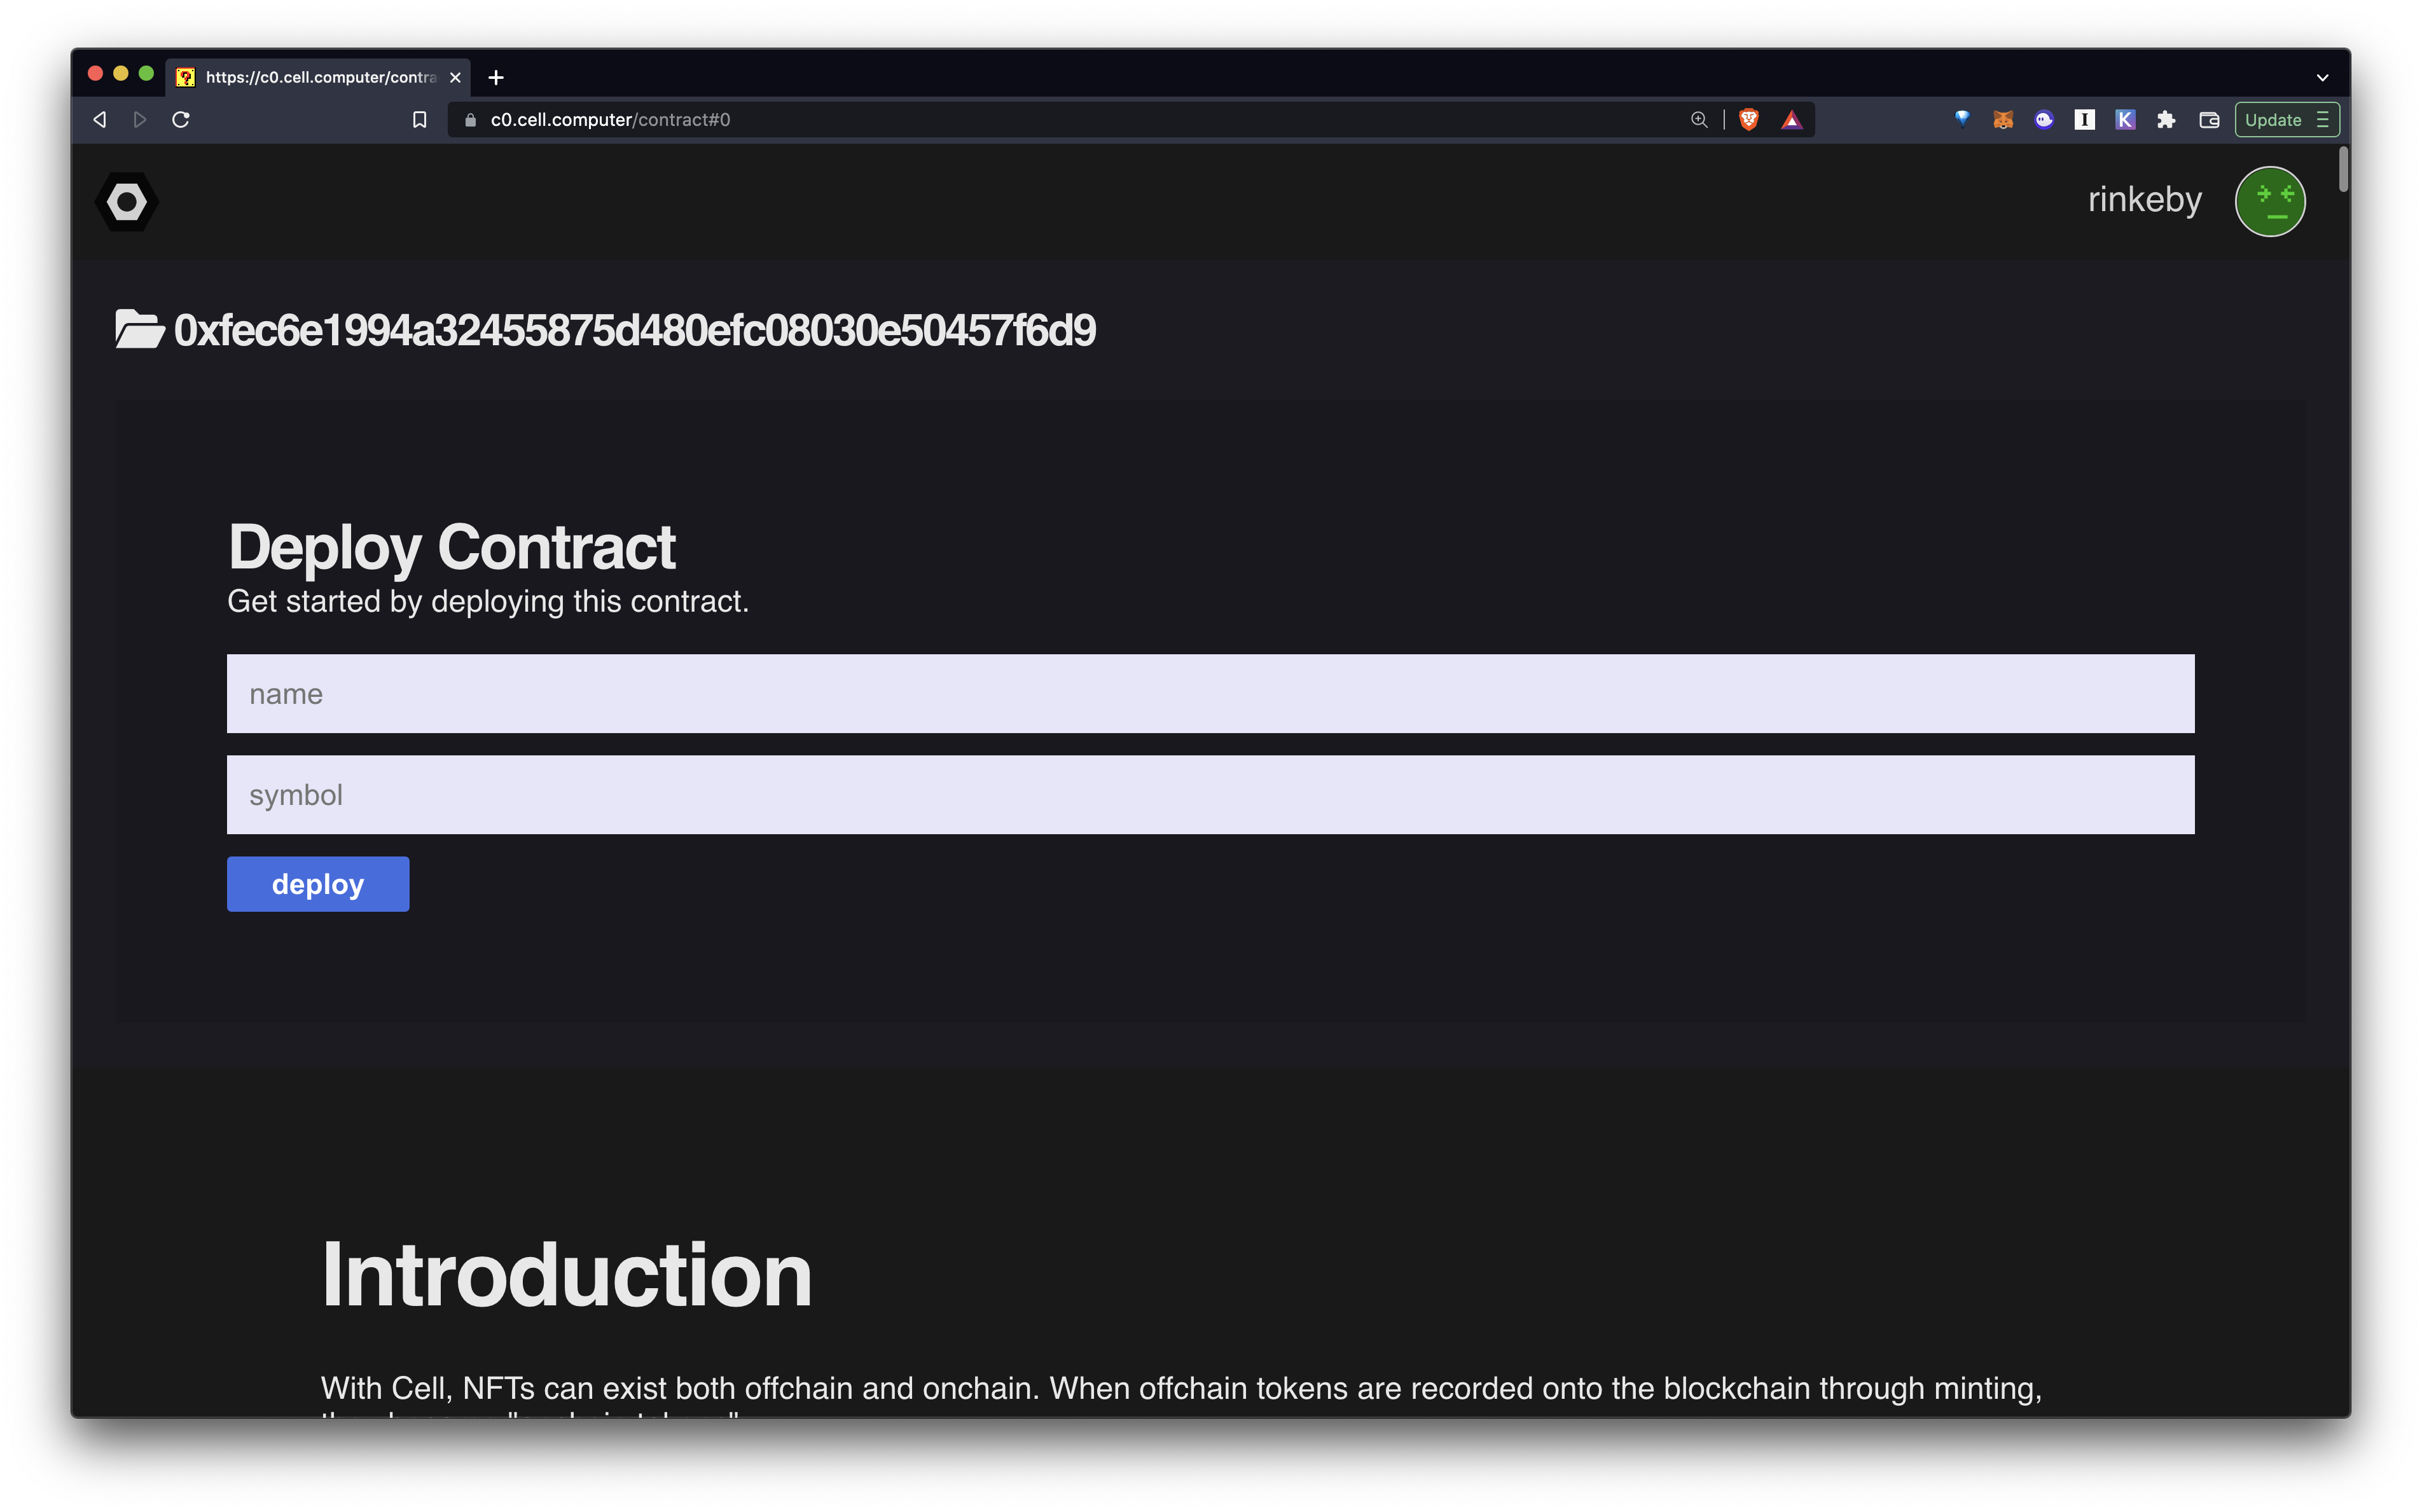 https://c0.cell.computer/contra
c0.cell.computer/contract#0
Update
rinkeby
0xfec6e1994a32455875d480efc08030e50457f6d9
Deploy Contract
Get started by deploying this contract.
name
symbol
deploy
Introduction
With Cell, NFTs can exist both offchain and onchain. When offchain tokens are recorded onto the blockchain through minting,